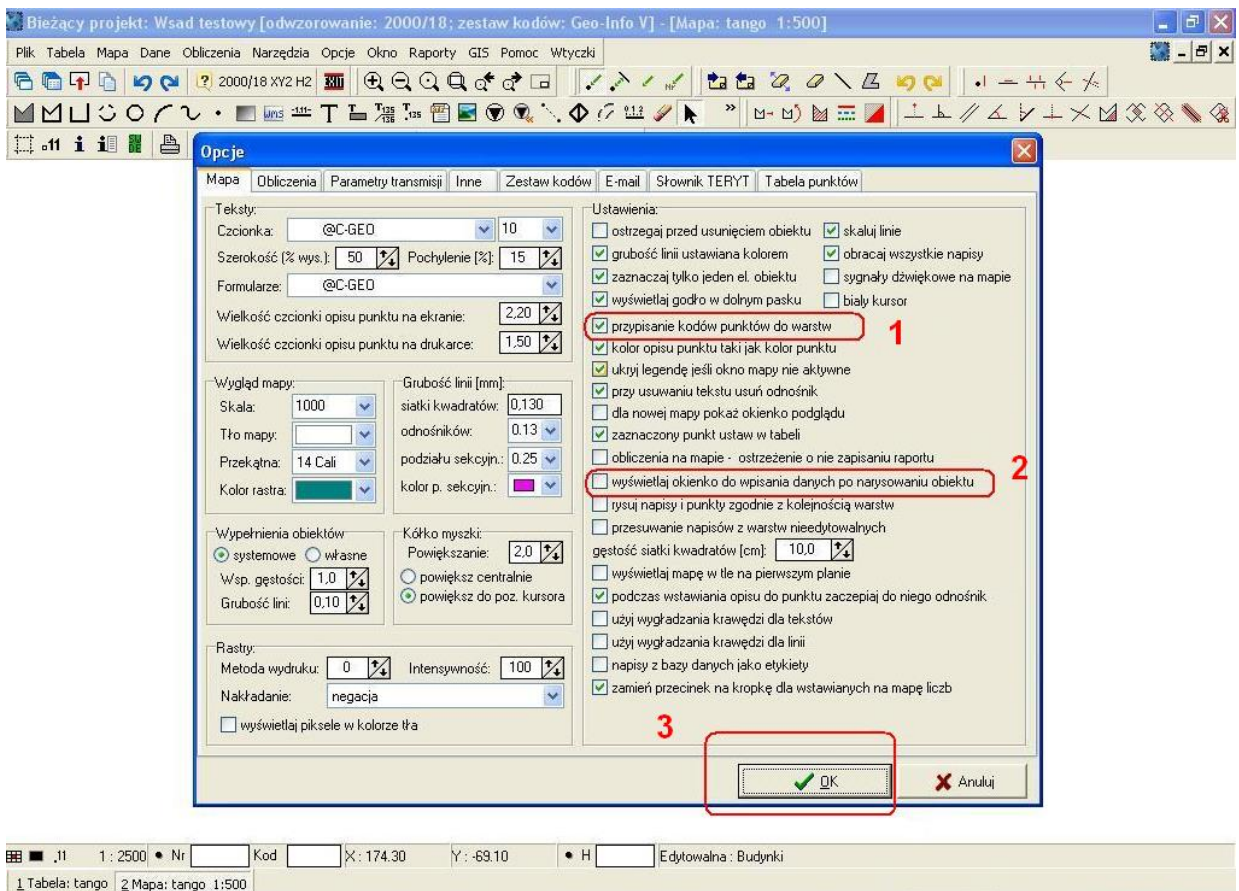 Bieżący projekt: Wsad testowy [odwzorowanie: 2000/18; zestaw kodów: Geo-Info V] - [Mapa: tango 1:500]
Plik Tabela Mapa Dane Obliczenia Narzędzia Opcje Okno Raporty GIS Pomoc Wtyczki
2000/18 XY2 H2
Opcje
Mapa Obliczenia Parametry transmisji Inne Zestaw kodów E-mail Słownik TERYT Tabela punktów
Teksty:
Czcionka: @C-GEO 10
Szerokość (% wys.): 50 Pochylenie [%]: 15
Formularze: @C-GEO
Wielkość czcionki opisu punktu na ekranie: 2,20
Wielkość czcionki opisu punktu na drukarce: 1,50
Wygląd mapy:
Skala: 1000
Tło mapy:
Przekątna: 14 Cali
Kolor rastra:
Grubość linii [mm]:
siatki kwadratów: 0,130
odnośników: 0.13
podziału sekcyjn.: 0.25
kolor p. sekcyjn.:
Wypełnienia obiektów
systemowe własne
Wsp. gęstości: 1,0
Grubość lini: 0,10
Kółko myszki:
Powiększanie: 2,0
powiększ centralnie
powiększ do poz. kursora
Rastry:
Metoda wydruku: 0 Intensywność: 100
Nakładanie: negacja
wyświetlaj piksele w kolorze tła
Ustawienia:
ostrzegaj przed usunięciem obiektu skaluj linie
grubość linii ustawiana kolorem obracaj wszystkie napisy
zaznaczaj tylko jeden el. obiektu sygnały dźwiękowe na mapie
wyświetlaj godło w dolnym pasku biały kursor
przypisanie kodów punktów do warstw 1
kolor opisu punktu taki jak kolor punktu
ukryj legendę jeśli okno mapy nie aktywne
przy usuwaniu tekstu usuń odnośnik
dla nowej mapy pokaż okienko podglądu
zaznaczony punkt ustaw w tabeli
obliczenia na mapie - ostrzeżenie o nie zapisaniu raportu
wyświetlaj okienko do wpisania danych po narysowaniu obiektu 2
rysuj napisy i punkty zgodnie z kolejnością warstw
przesuwanie napisów z warstw nieedytowalnych
gęstość siatki kwadratów [cm]: 10,0
wyświetlaj mapę w tle na pierwszym planie
podczas wstawiania opisu do punktu zaczepiaj do niego odnośnik
użyj wygładzania krawędzi dla tekstów
użyj wygładzania krawędzi dla linii
napisy z bazy danych jako etykiety
zamień przecinek na kropkę dla wstawianych na mapę liczb
3
OK Anuluj
.11 1 : 2500 Nr Kod X : 174.30 Y : -69.10 H Edytowalna : Budynki
1 Tabela: tango 2 Mapa: tango 1:500